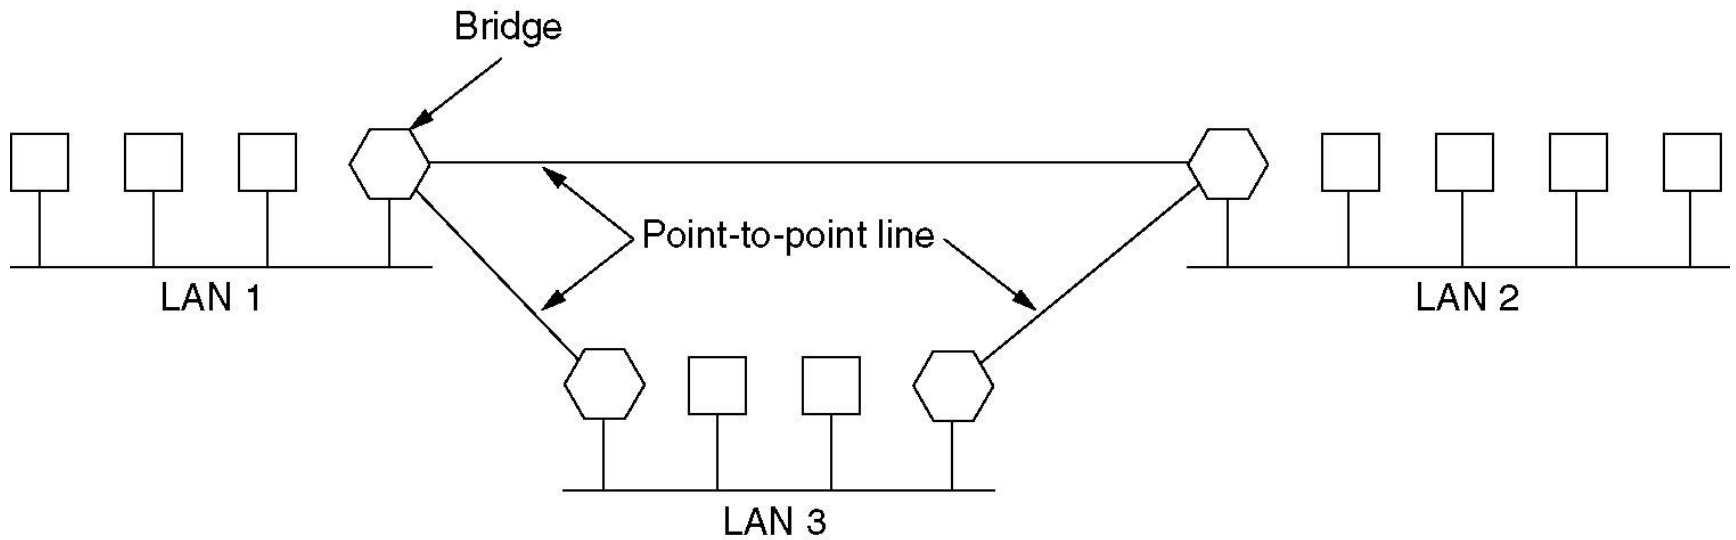 Bridge
Point-to-point line
LAN 1
LAN 2
LAN 3